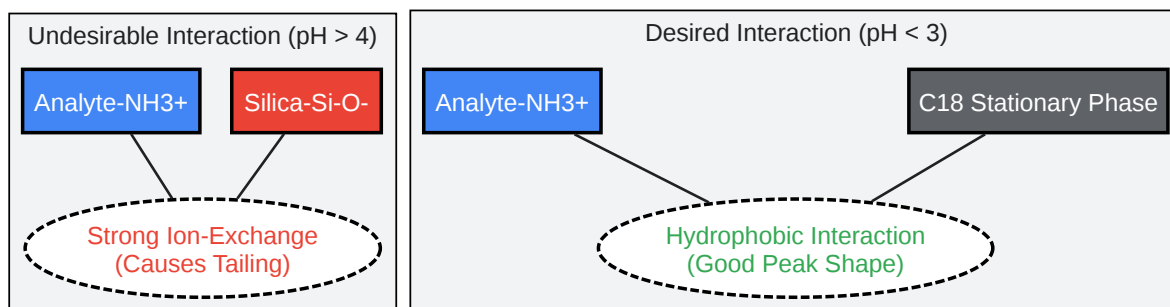 Undesirable Interaction (pH > 4)
Analyte-NH3+
Silica-Si-O-
Strong Ion-Exchange
(Causes Tailing)
Desired Interaction (pH < 3)
Analyte-NH3+
C18 Stationary Phase
Hydrophobic Interaction
(Good Peak Shape)